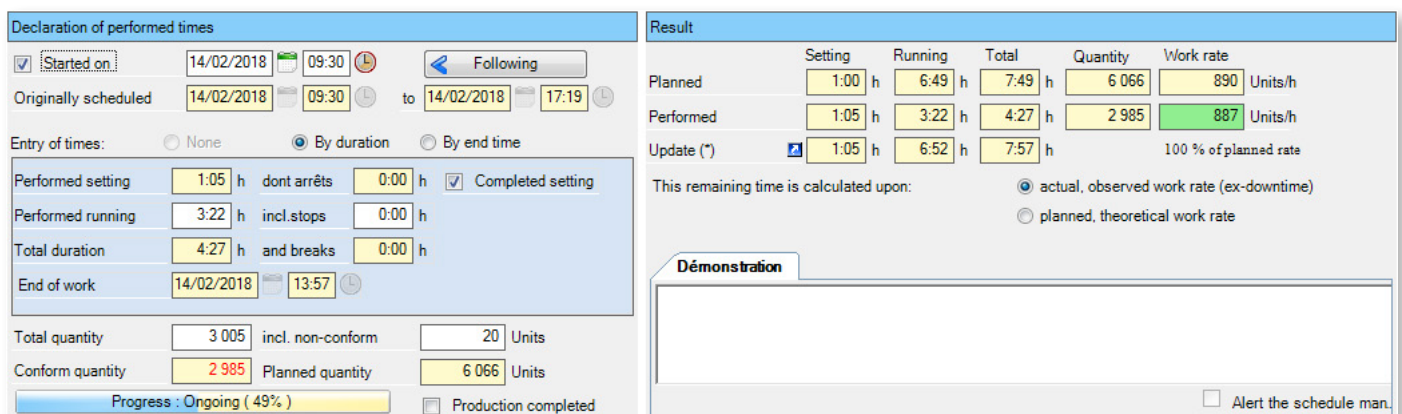 Declaration of performed times
Started on 14/02/2018 09:30 Following
Originally scheduled 14/02/2018 09:30 to 14/02/2018 17:19
Entry of times: None By duration By end time
Performed setting 1:05 h dont arrêts 0:00 h Completed setting
Performed running 3:22 h incl.stops 0:00 h
Total duration 4:27 h and breaks 0:00 h
End of work 14/02/2018 13:57
Total quantity 3 005 incl. non-conform 20 Units
Conform quantity 2 985 Planned quantity 6 066 Units
Progress : Ongoing ( 49% ) Production completed
Result
Setting Running Total Quantity Work rate
Planned 1:00 h 6:49 h 7:49 h 6 066 890 Units/h
Performed 1:05 h 3:22 h 4:27 h 2 985 887 Units/h
Update (*) 1:05 h 6:52 h 7:57 h 100 % of planned rate
This remaining time is calculated upon: actual, observed work rate (ex-downtime)
planned, theoretical work rate
Démonstration
Alert the schedule man.